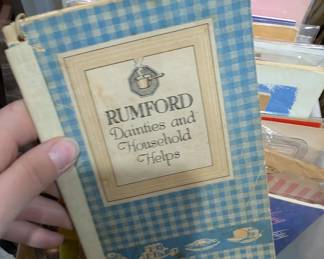 RUMFORD
Dainties and
Household
Helps